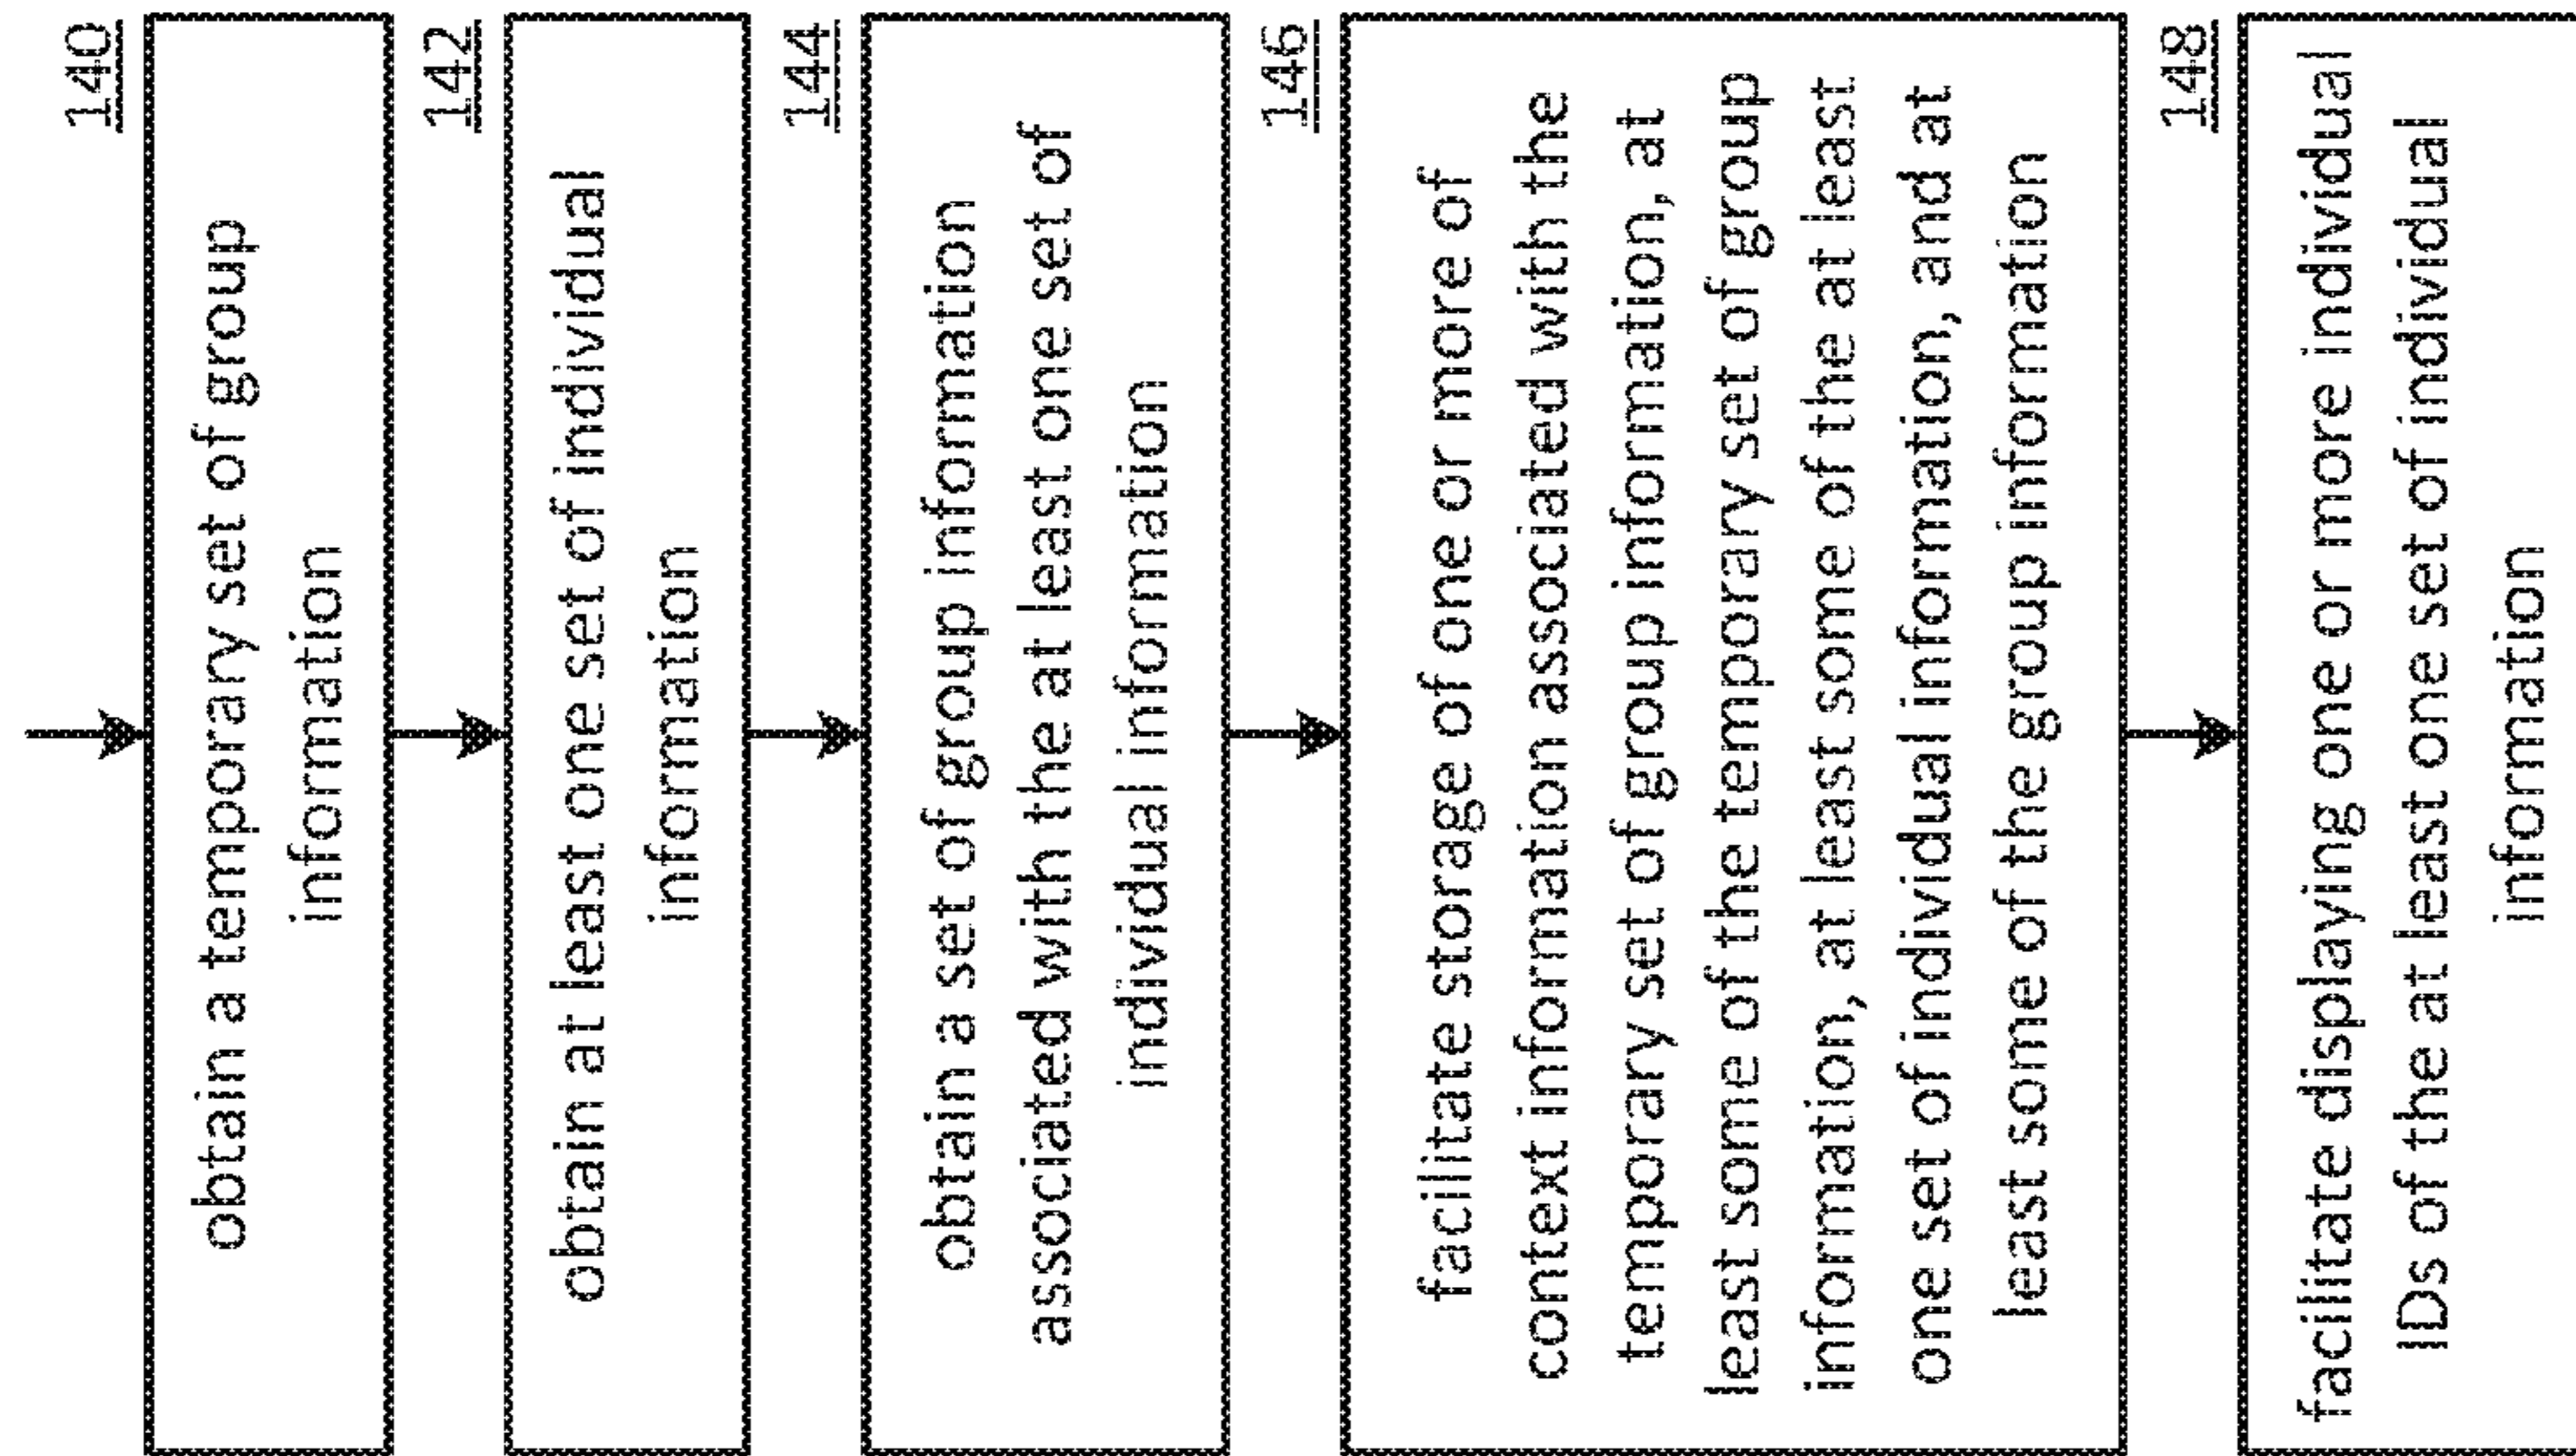 140
obtain a temporary set of group
information
142
obtain at least one set of individual
information
144
obtain a set of group information
associated with the at least one set of
individual information
146
facilitate storage of one or more of
context information associated with the
temporary set of group information, at
least some of the temporary set of group
information, at least some of the at least
one set of individual information, and at
least some of the group information
148
facilitate displaying one or more individual
IDs of the at least one set of individual
information